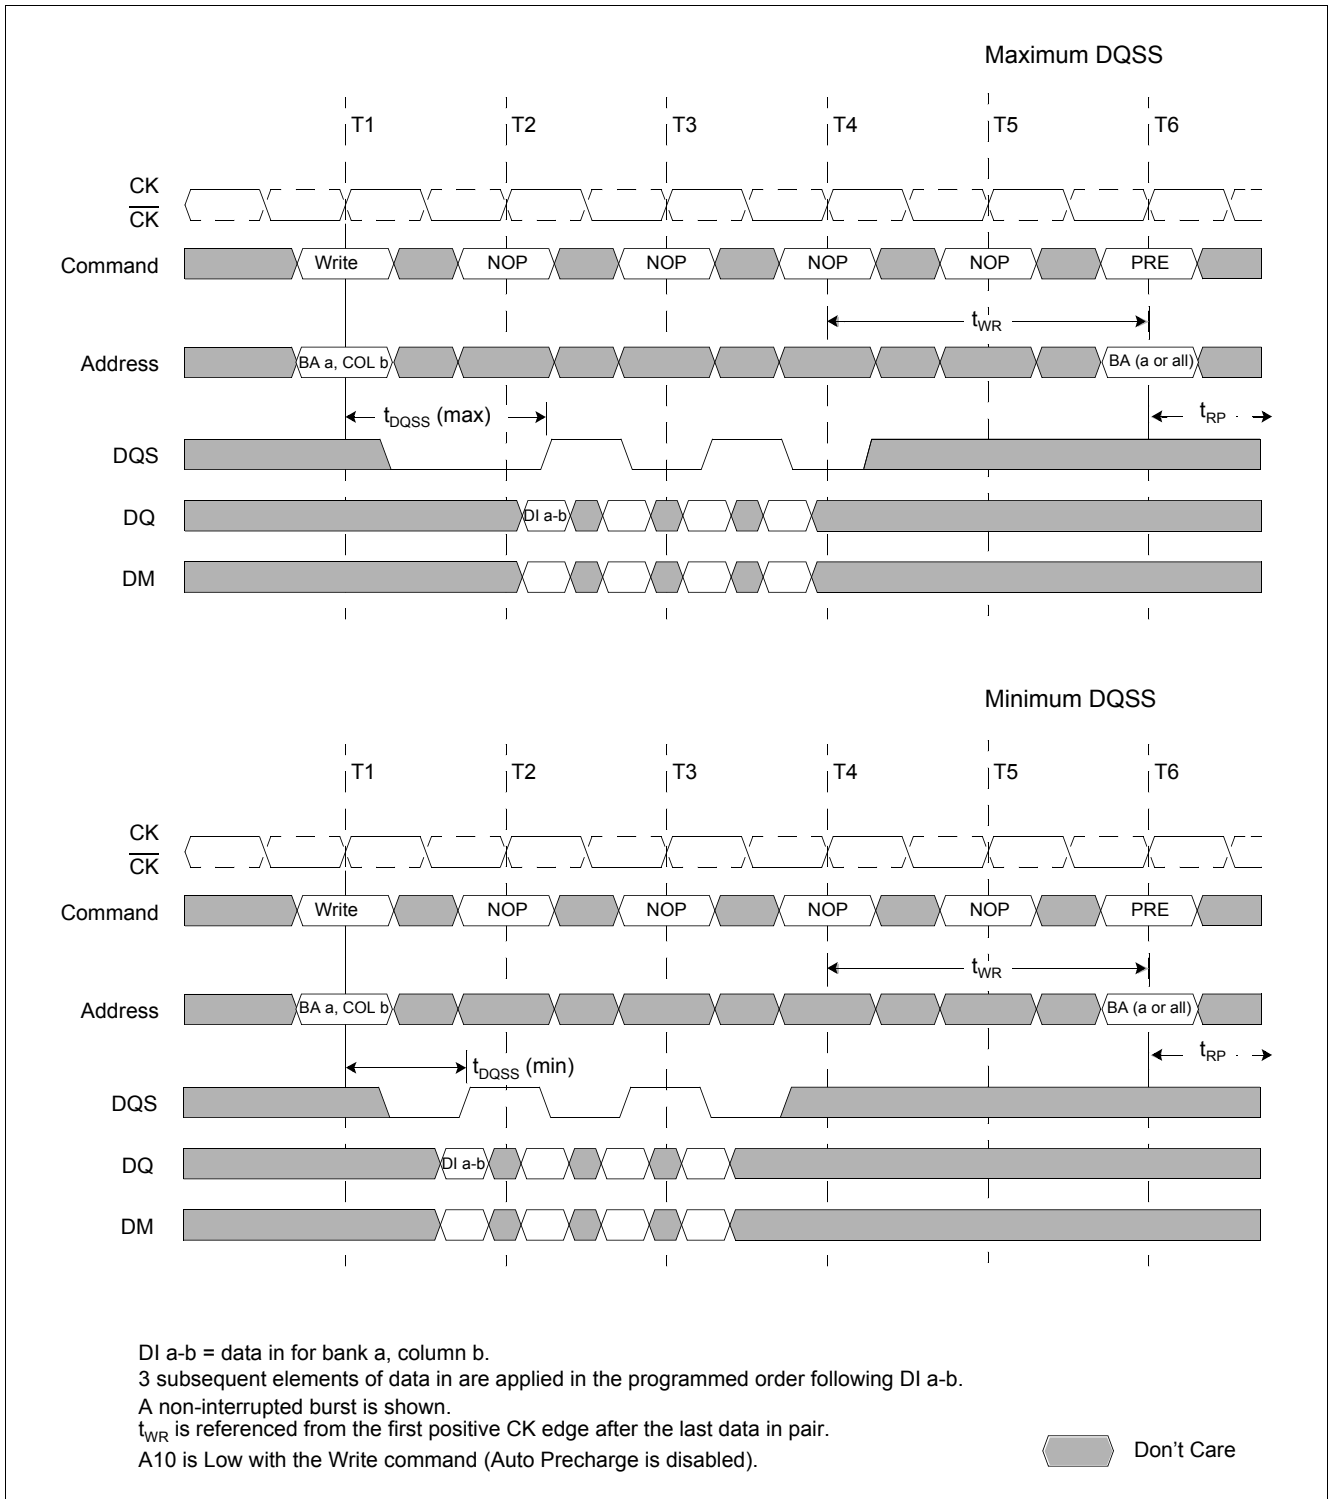 Maximum DQSS
T1 T2 T3 T4 T5 T6
CK
CK
Command Write NOP NOP NOP NOP PRE
tWR
Address BA a, COL b BA (a or all)
tDQSS (max) tRP
DQS
DQ DI a-b
DM
Minimum DQSS
T1 T2 T3 T4 T5 T6
CK
CK
Command Write NOP NOP NOP NOP PRE
tWR
Address BA a, COL b BA (a or all)
tDQSS (min) tRP
DQS
DQ DI a-b
DM
DI a-b = data in for bank a, column b.
3 subsequent elements of data in are applied in the programmed order following DI a-b.
A non-interrupted burst is shown.
tWR is referenced from the first positive CK edge after the last data in pair.
A10 is Low with the Write command (Auto Precharge is disabled).
Don't Care